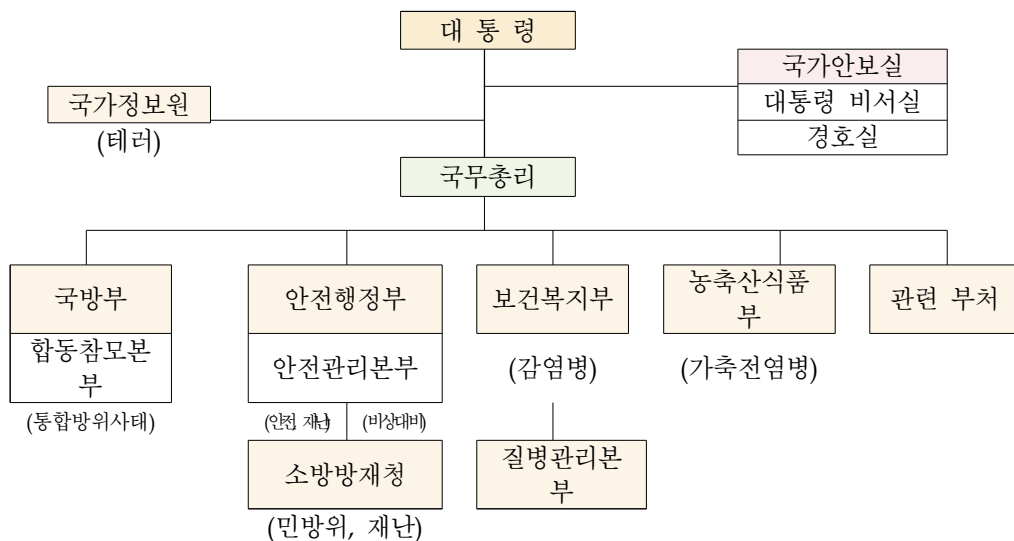 대 통 령
국가안보실
대통령 비서실
경호실
국가정보원
(테러)
국무총리
국방부
합동참모본
부
(통합방위사태)
안전행정부
안전관리본부
(안전, 재난)
(비상대비)
소방방재청
(민방위, 재난)
보건복지부
(감염병)
질병관리본
부
농축산식품
부
(가축전염병)
관련 부처